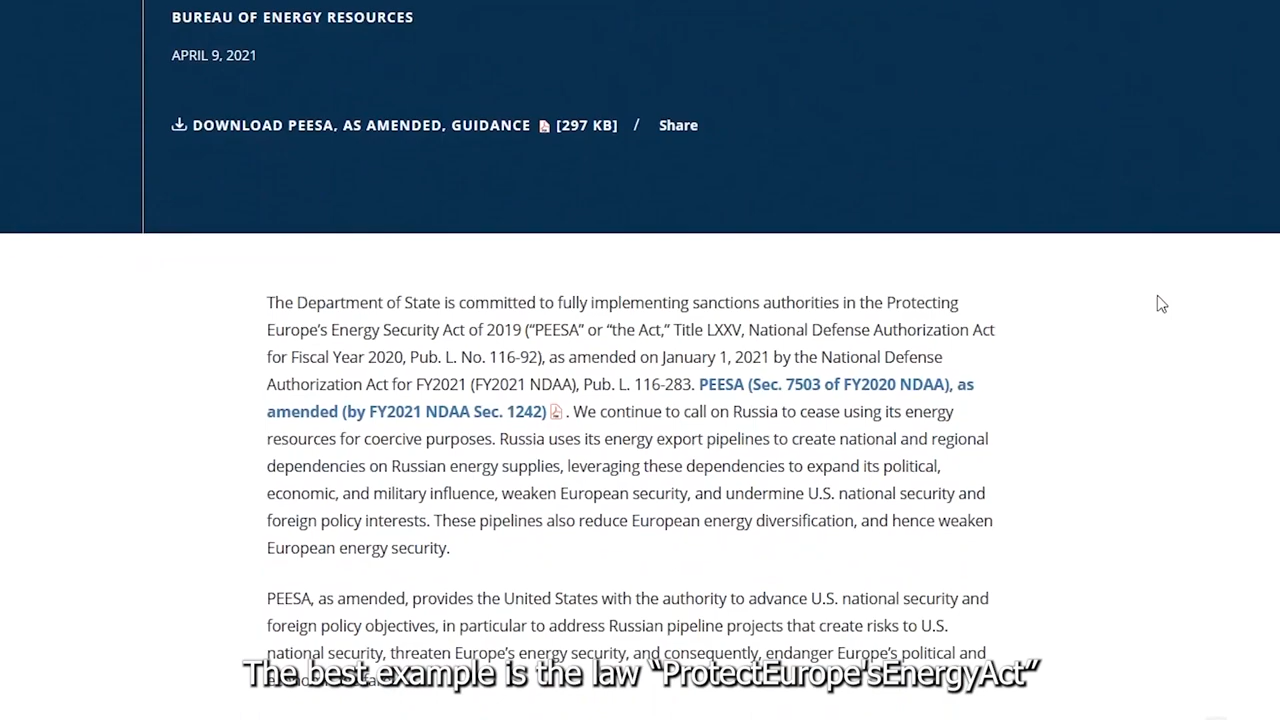 BUREAU OF ENERGY RESOURCES
APRIL 9, 2021
DOWNLOAD PEESA, AS AMENDED, GUIDANCE [297 KB] / Share
The Department of State is committed to fully implementing sanctions authorities in the Protecting
Europe’s Energy Security Act of 2019 (“PEESA” or “the Act,” Title LXXV, National Defense Authorization Act
for Fiscal Year 2020, Pub. L. No. 116-92), as amended on January 1, 2021 by the National Defense
Authorization Act for FY2021 (FY2021 NDAA), Pub. L. 116-283. PEESA (Sec. 7503 of FY2020 NDAA), as
amended (by FY2021 NDAA Sec. 1242) . We continue to call on Russia to cease using its energy
resources for coercive purposes. Russia uses its energy export pipelines to create national and regional
dependencies on Russian energy supplies, leveraging these dependencies to expand its political,
economic, and military influence, weaken European security, and undermine U.S. national security and
foreign policy interests. These pipelines also reduce European energy diversification, and hence weaken
European energy security.
PEESA, as amended, provides the United States with the authority to advance U.S. national security and
foreign policy objectives, in particular to address Russian pipeline projects that create risks to U.S.
national security, threaten Europe’s energy security, and consequently, endanger Europe’s political and
The best example is the law “ProtectEurope'sEnergyAct“